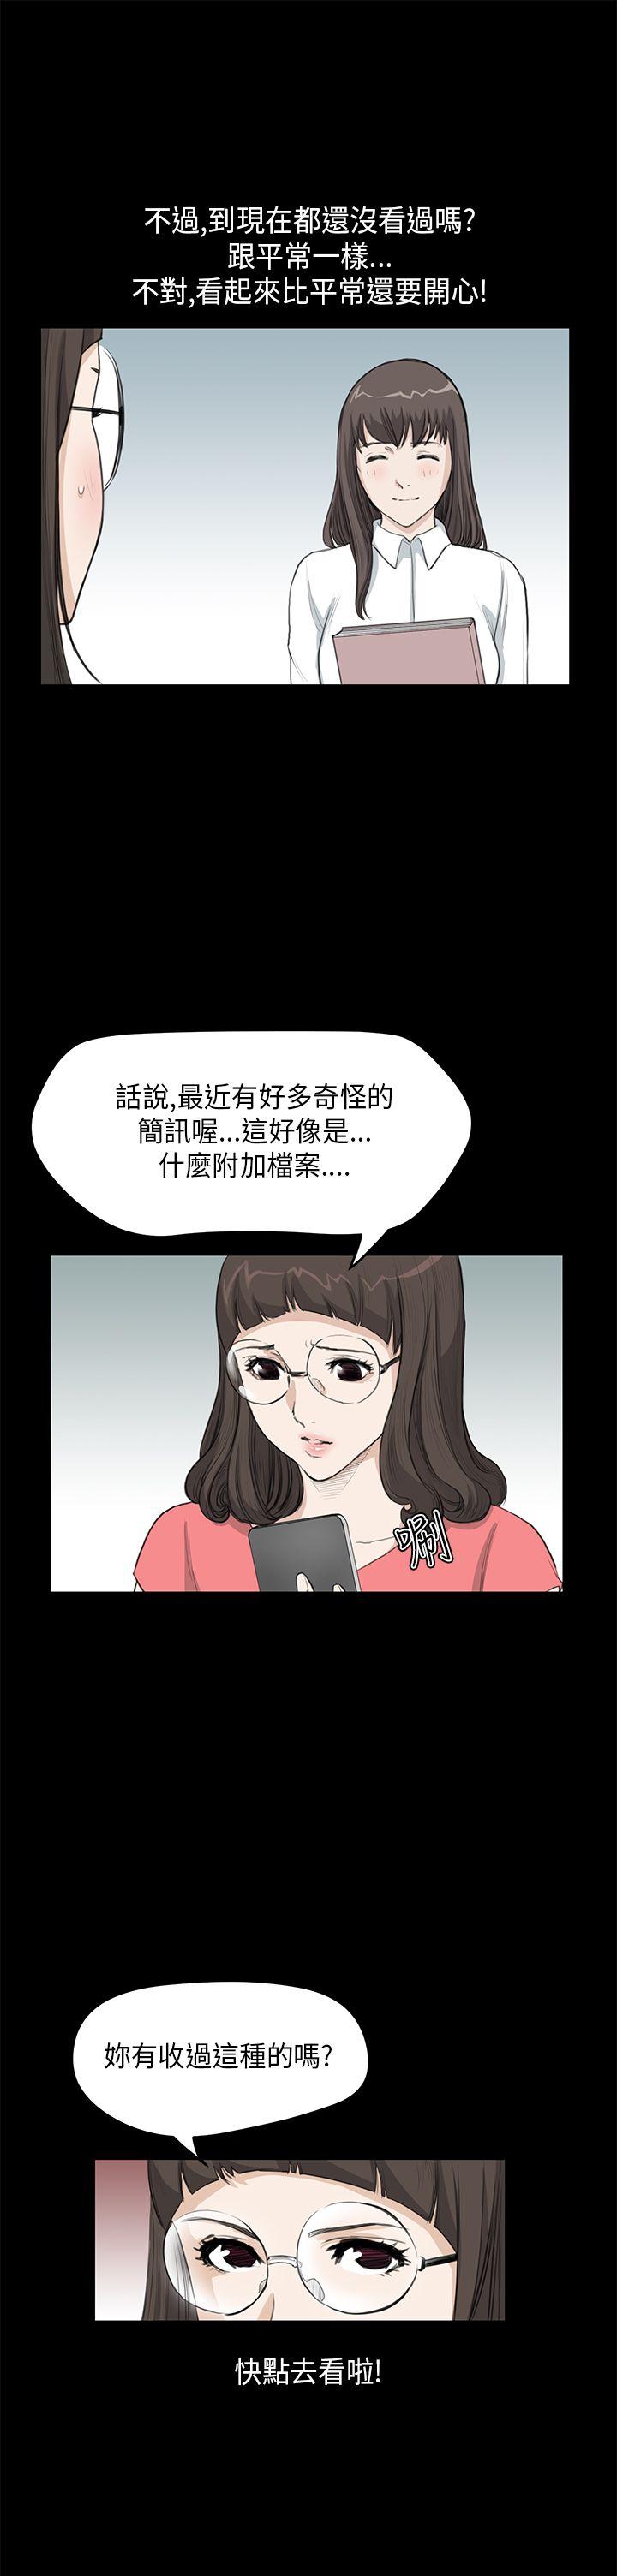 不過,到現在都還沒看過嗎?
跟平常一樣...
不對,看起來比平常還要開心!
話說,最近有好多奇怪的
簡訊喔...這好像是...
什麼附加檔案....
唰
妳有收過這種的嗎?
快點去看啦!